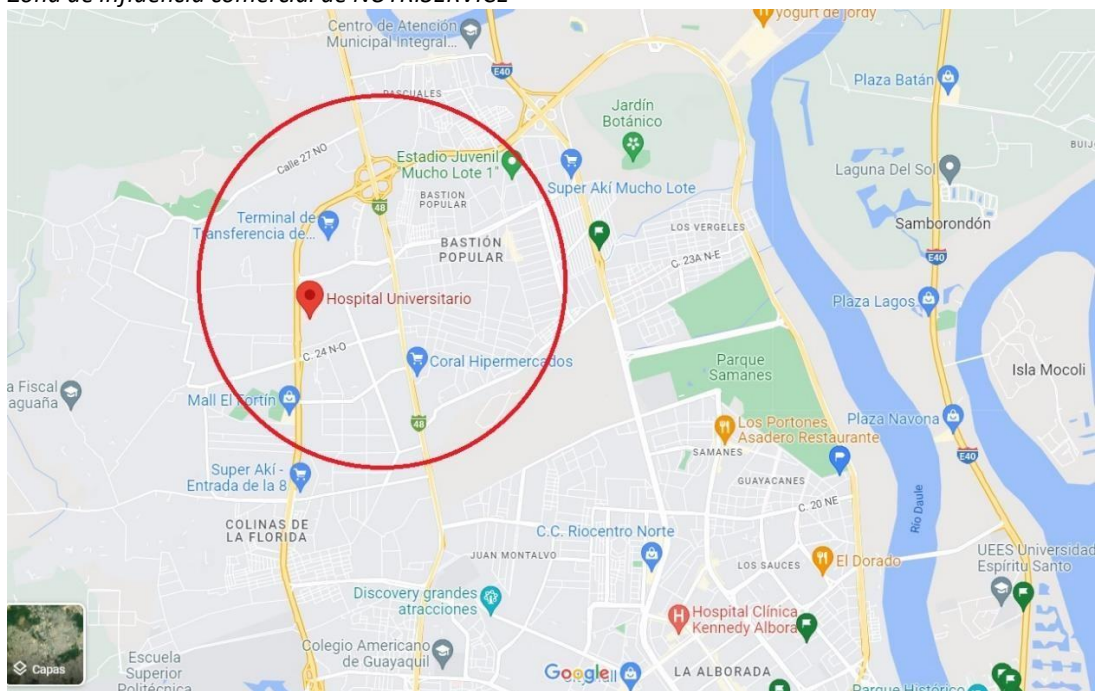 Zona de influencia comercial de NUTRISERVICE
yogurt de jordy
Centro de Atención
Municipal Integral...
E40
Plaza Batán
PASCUALES
Jardín
Botánico
Calle 27 NO
Estadio Juvenil
Mucho Lote 1"
Laguna Del Sol
BUIJO
Super Akí Mucho Lote
BASTION
POPULAR
48
Terminal de
Transferencia de...
Samborondón
LOS VERGELES
BASTIÓN
POPULAR
E40
C. 23A N-E
Hospital Universitario
Plaza Lagos
C. 24 N-O
Coral Hipermercados
Parque
Samanes
Isla Mocoli
a Fiscal
aguaña
Mall El Fortín
48
Los Portones
Asadero Restaurante
Plaza Navona
SAMANES
E40
Super Akí -
Entrada de la 8
GUAYACANES
C. 20 NE
Río Daule
COLINAS DE
LA FLORIDA
C.C. Riocentro Norte
JUAN MONTALVO
LOS SAUCES
El Dorado
UEES Universidad
Espíritu Santo
Discovery grandes
atracciones
Hospital Clínica
Kennedy Albora
Capas
Colegio Americano
de Guayaquil
Escuela
Superior
Politécnica
Google
LA ALBORADA
Parque Histórico